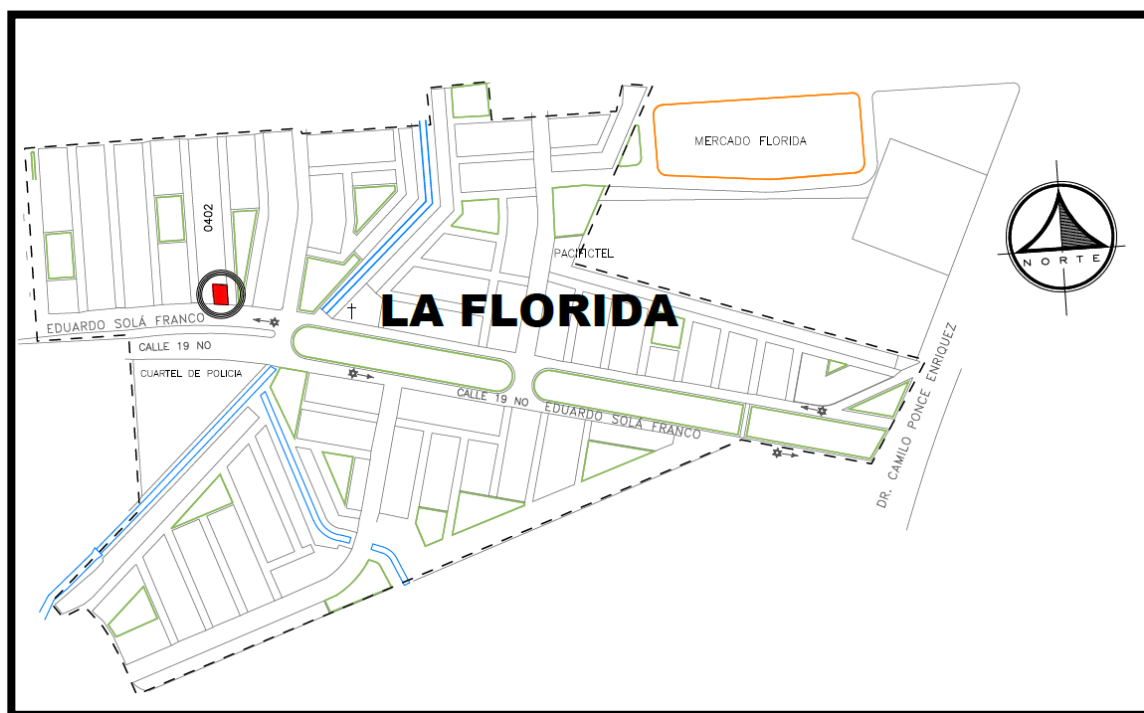 MERCADO FLORIDA
0402
PACIFICTEL
NORTE
LA FLORIDA
EDUARDO SOLÁ FRANCO
CALLE 19 NO
CUARTEL DE POLICIA
CALLE 19 NO EDUARDO SOLÁ FRANCO
DR. CAMILO PONCE ENRIQUEZ